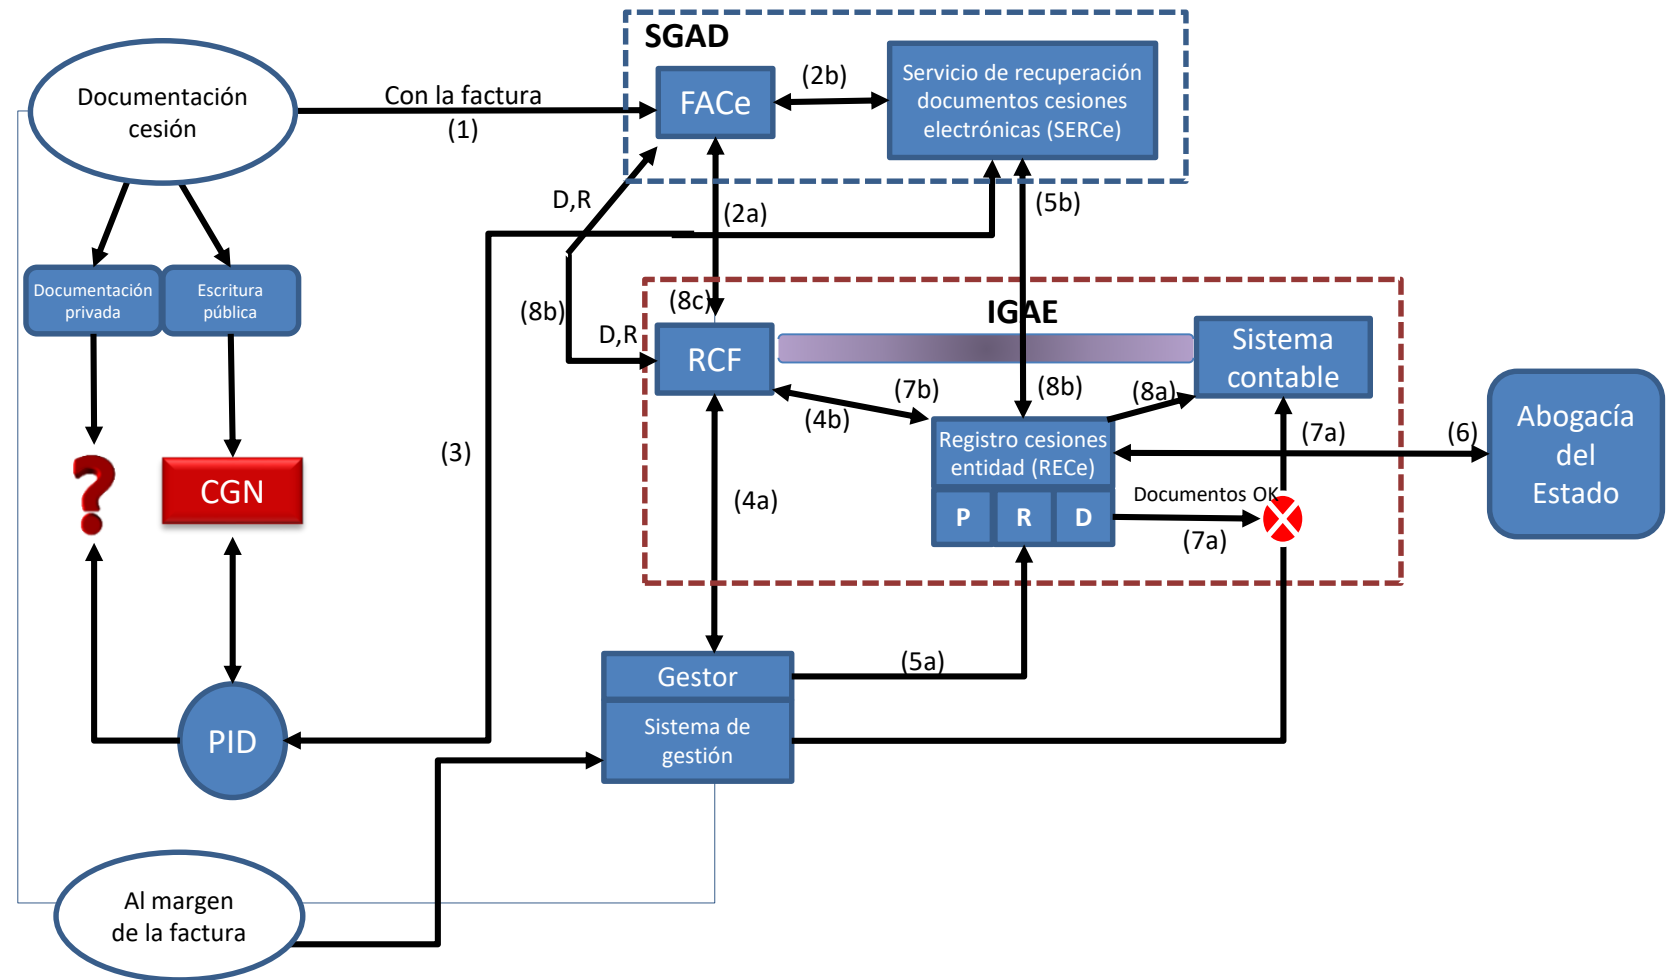 SGAD
Documentación
cesión
Con la factura
(1)
FACe
(2b)
Servicio de recuperación
documentos cesiones
electrónicas (SERCe)
D,R
(2a)
(5b)
Documentación
privada
Escritura
pública
(8b)
(8c)
IGAE
D,R
RCF
Sistema
contable
(7b)
(8b)
(8a)
(4b)
(3)
Registro cesiones
entidad (RECe)
(7a)
(6)
Abogacía
del
Estado
?
CGN
(4a)
Documentos OK
P
R
D
(7a)
(5a)
Gestor
Sistema de
gestión
PID
Al margen
de la factura